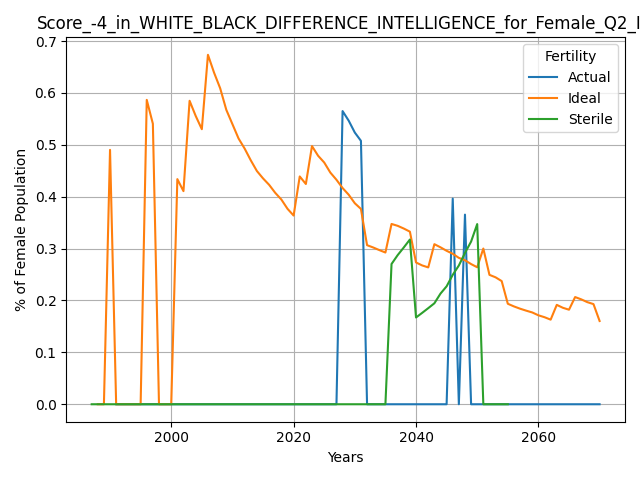 Score_-4_in_WHITE_BLACK_DIFFERENCE_INTELLIGENCE_for_Female_Q2_I
% of Female Population
0.7
0.6
0.5
0.4
0.3
0.2
0.1
0.0
Fertility
Actual
Ideal
Sterile
2000 2020 2040 2060
Years